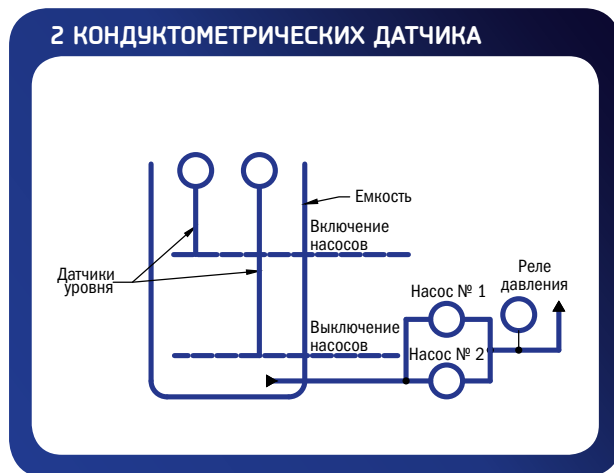 2 КОНДУКТОМЕТРИЧЕСКИХ ДАТЧИКА
Емкость
Включение
насосов
Датчики
уровня
Реле
давления
Насос № 1
Выключение
насосов
Насос № 2